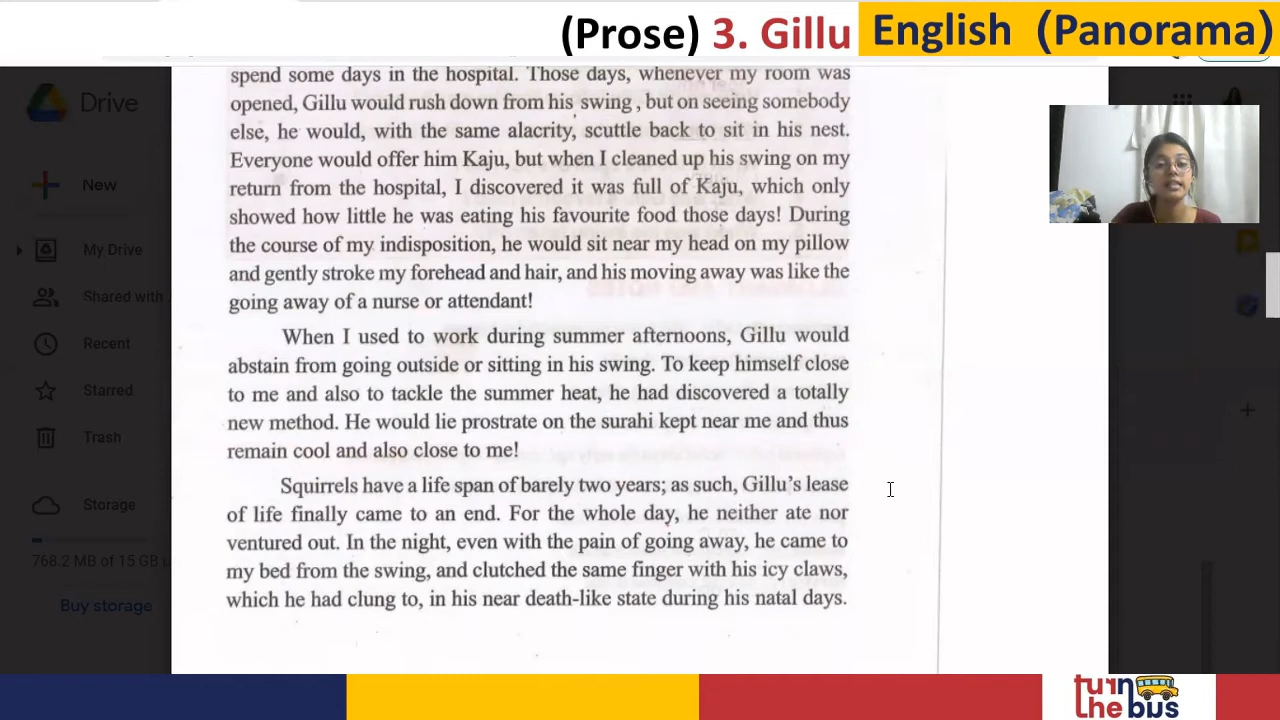 (Prose) 3. Gillu English (Panorama)
spend some days in the hospital. Those days, whenever my room was
opened, Gillu would rush down from his swing , but on seeing somebody
else, he would, with the same alacrity, scuttle back to sit in his nest.
Everyone would offer him Kaju, but when I cleaned up his swing on my
return from the hospital, I discovered it was full of Kaju, which only
showed how little he was eating his favourite food those days! During
the course of my indisposition, he would sit near my head on my pillow
and gently stroke my forehead and hair, and his moving away was like the
going away of a nurse or attendant!
When I used to work during summer afternoons, Gillu would
abstain from going outside or sitting in his swing. To keep himself close
to me and also to tackle the summer heat, he had discovered a totally
new method. He would lie prostrate on the surahi kept near me and thus
remain cool and also close to me!
Squirrels have a life span of barely two years; as such, Gillu's lease
of life finally came to an end. For the whole day, he neither ate nor
ventured out. In the night, even with the pain of going away, he came to
my bed from the swing, and clutched the same finger with his icy claws,
which he had clung to, in his near death-like state during his natal days.
Drive
New
My Drive
Shared with
Recent
Starred
Trash
Storage
768.2 MB of 15 GB
Buy storage
turn
the bus